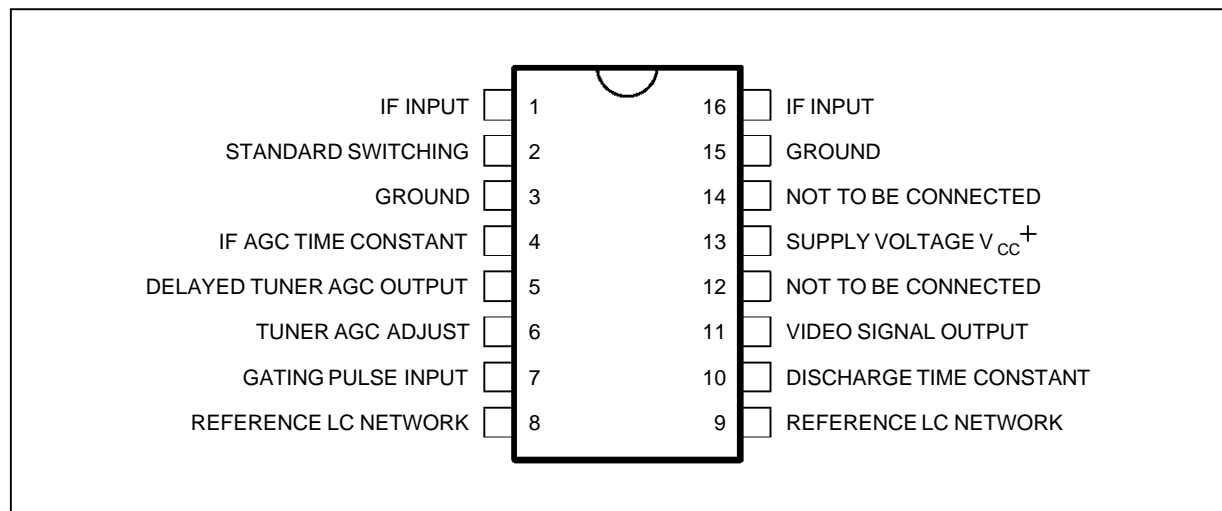 IF INPUT 1 16 IF INPUT
STANDARD SWITCHING 2 15 GROUND
GROUND 3 14 NOT TO BE CONNECTED
IF AGC TIME CONSTANT 4 13 SUPPLY VOLTAGE V CC +
DELAYED TUNER AGC OUTPUT 5 12 NOT TO BE CONNECTED
TUNER AGC ADJUST 6 11 VIDEO SIGNAL OUTPUT
GATING PULSE INPUT 7 10 DISCHARGE TIME CONSTANT
REFERENCE LC NETWORK 8 9 REFERENCE LC NETWORK